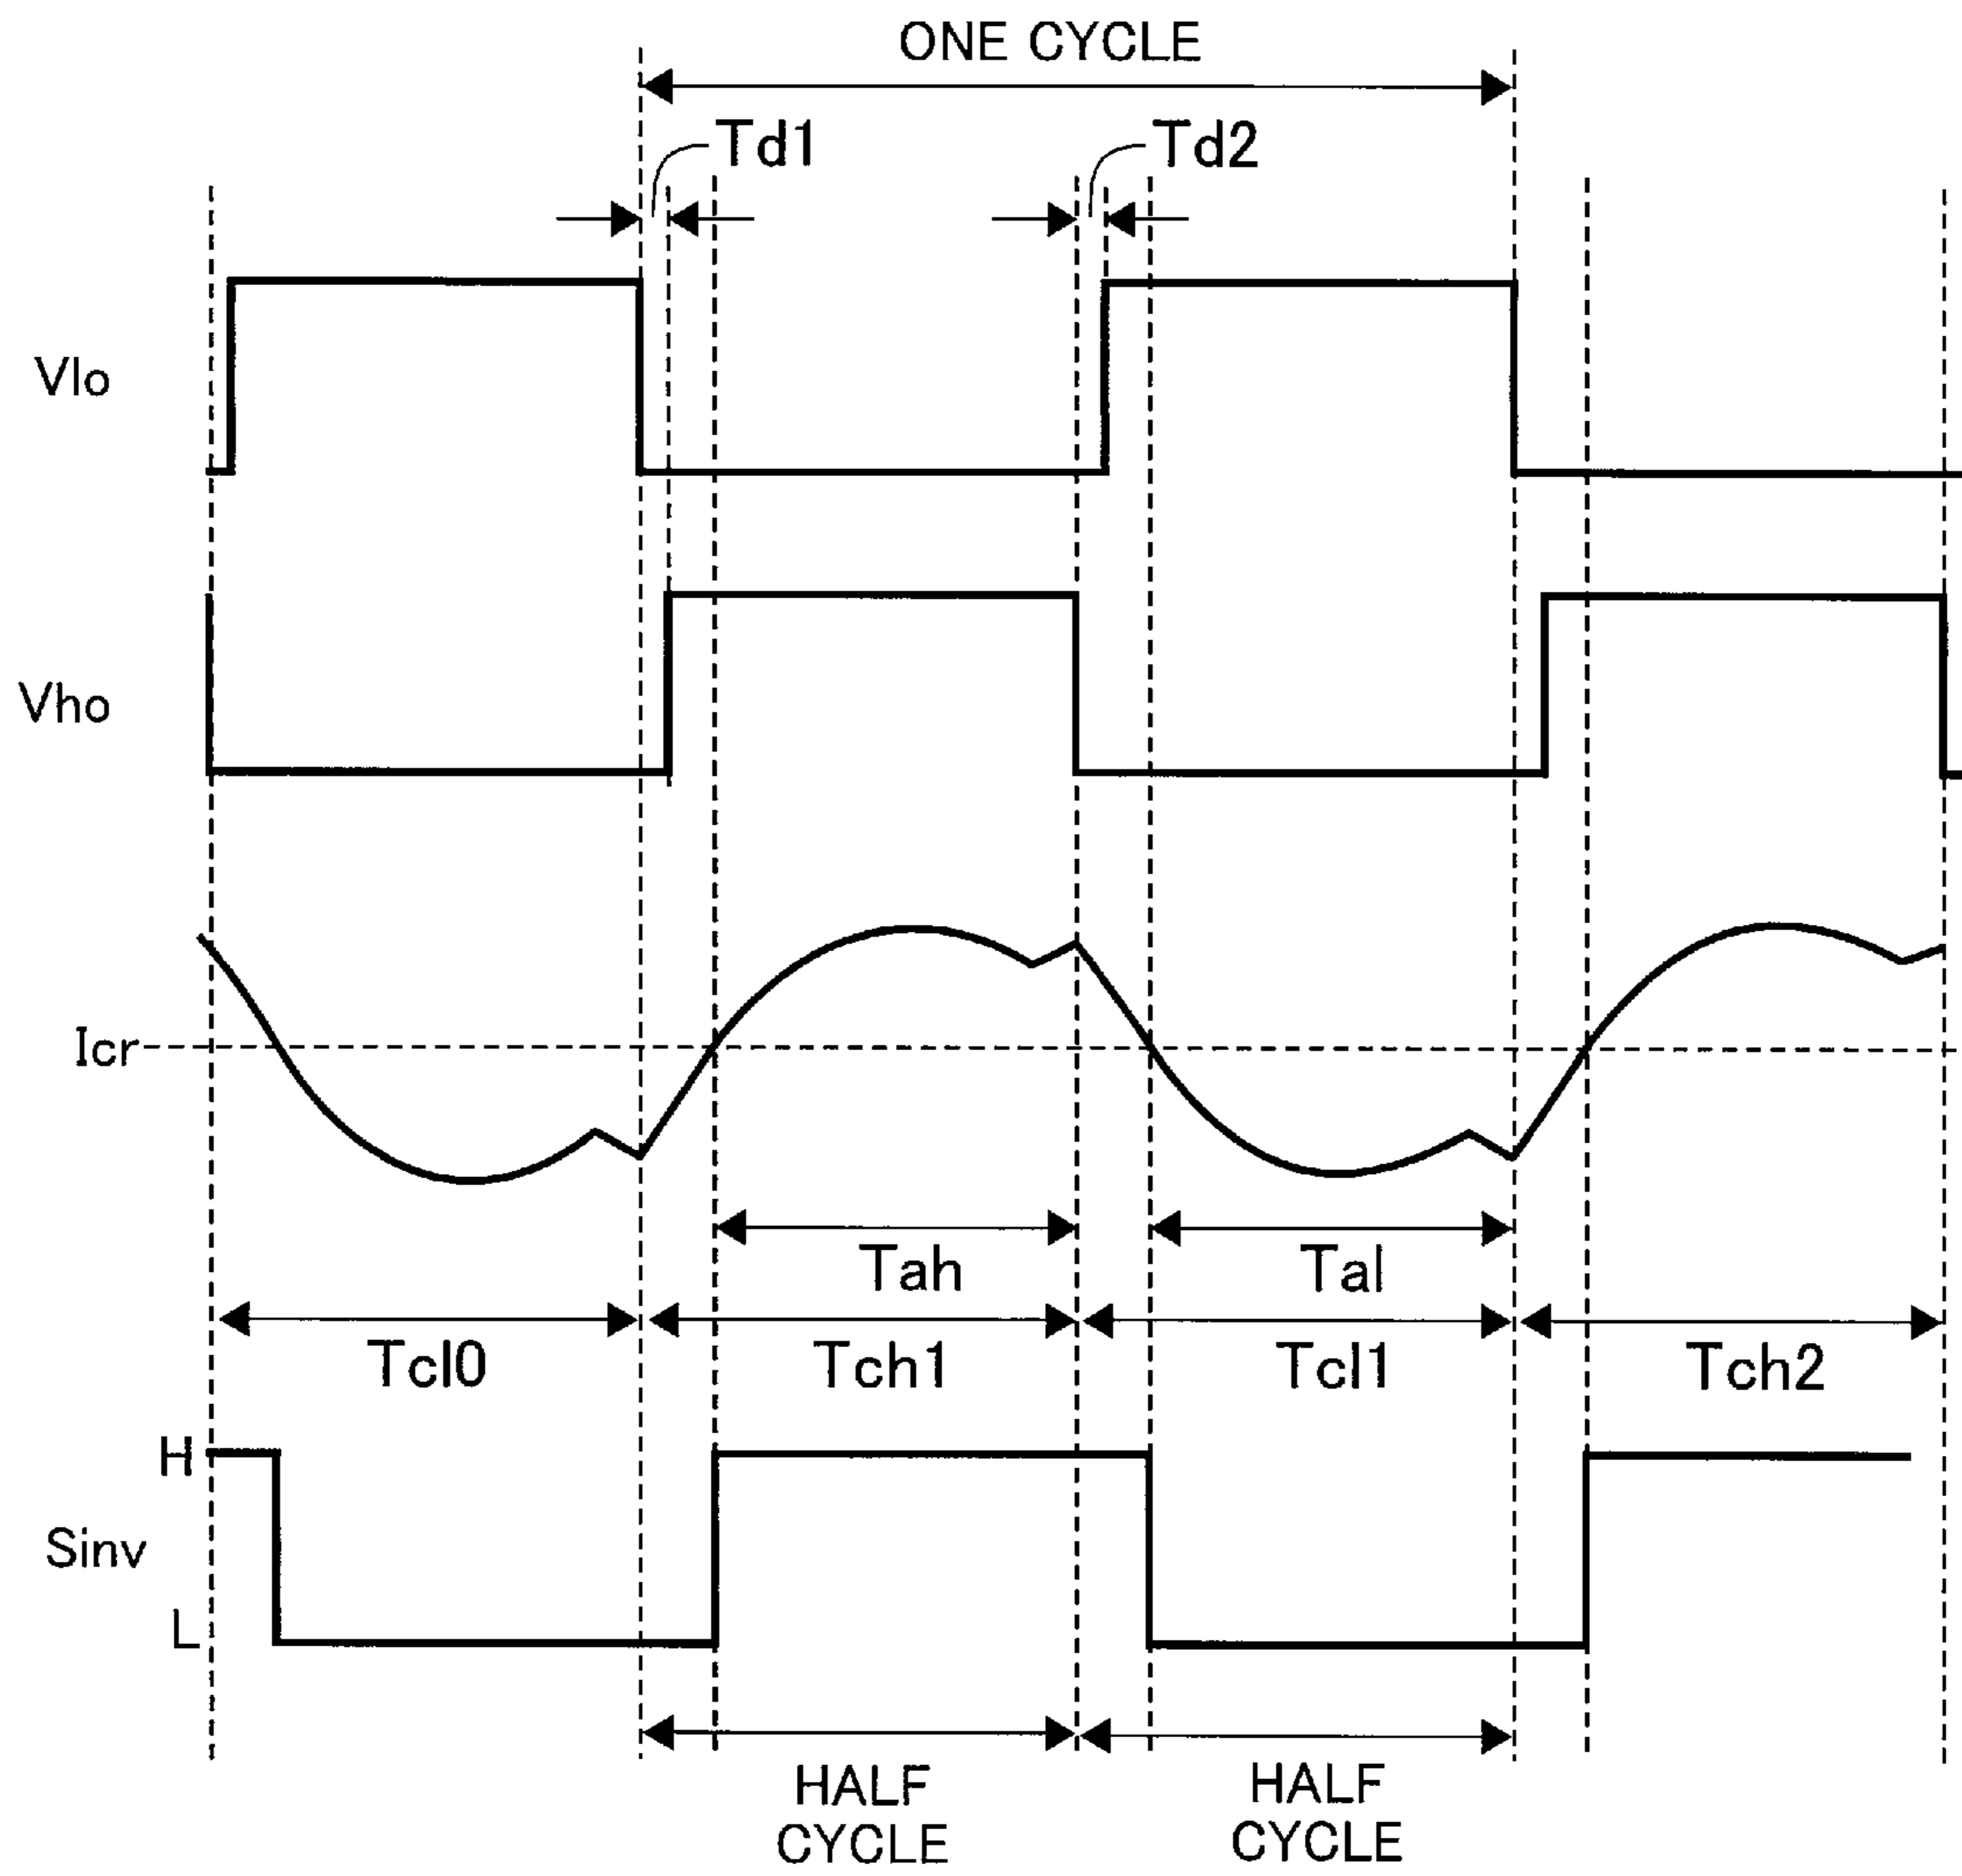 ONE CYCLE
Td1
Td2
Vlo
Vho
Icr
Tah
Tal
Tcl0
Tch1
Tcl1
Tch2
H
Sinv
L
HALF
CYCLE
HALF
CYCLE